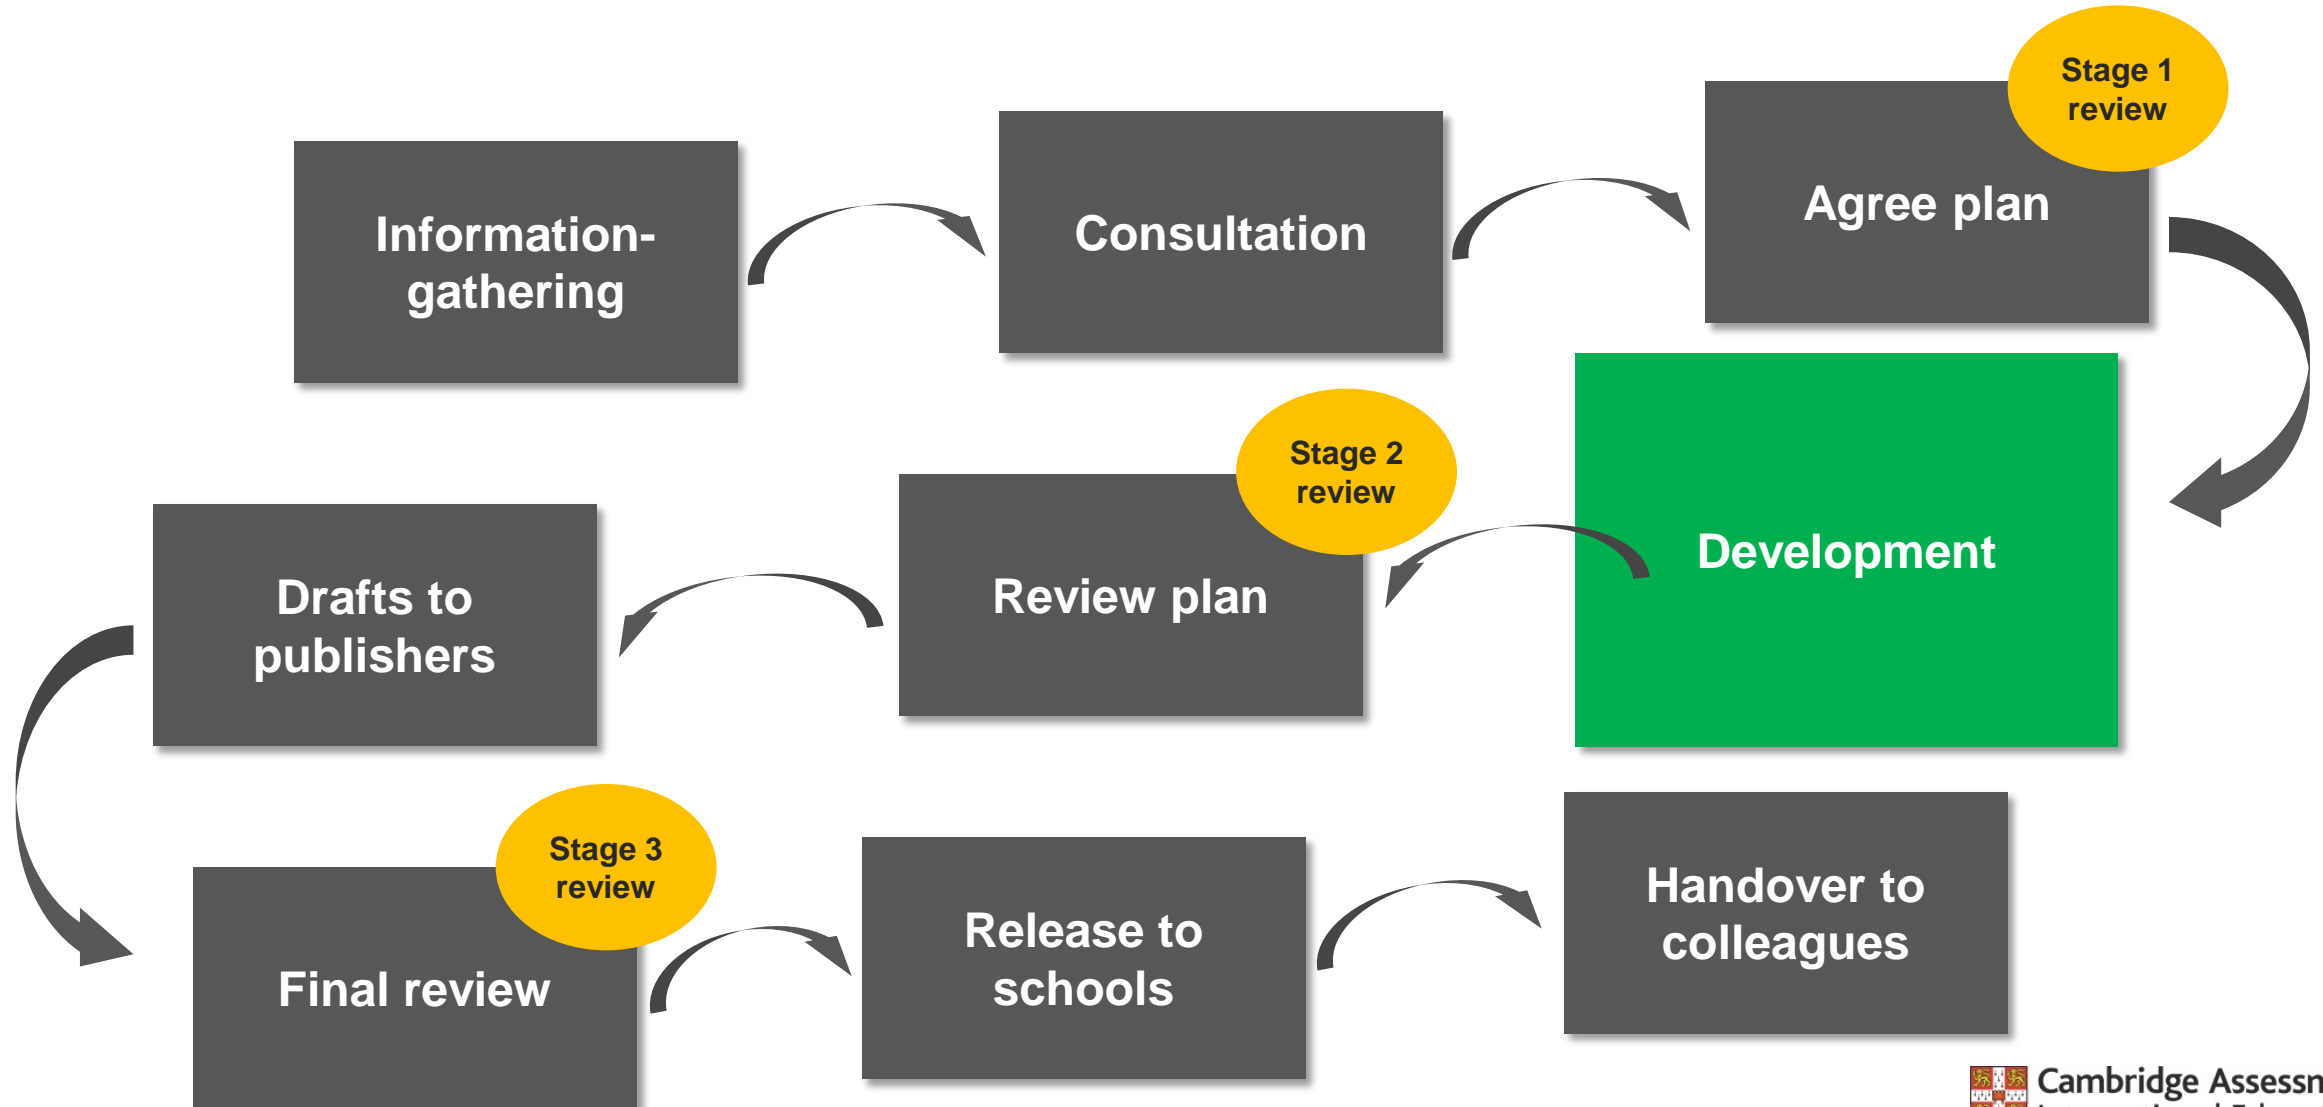 Stage 1
review
Information-
gathering
Consultation
Agree plan
Stage 2
review
Development
Review plan
Drafts to
publishers
Stage 3
review
Final review
Release to
schools
Handover to
colleagues
Cambridge